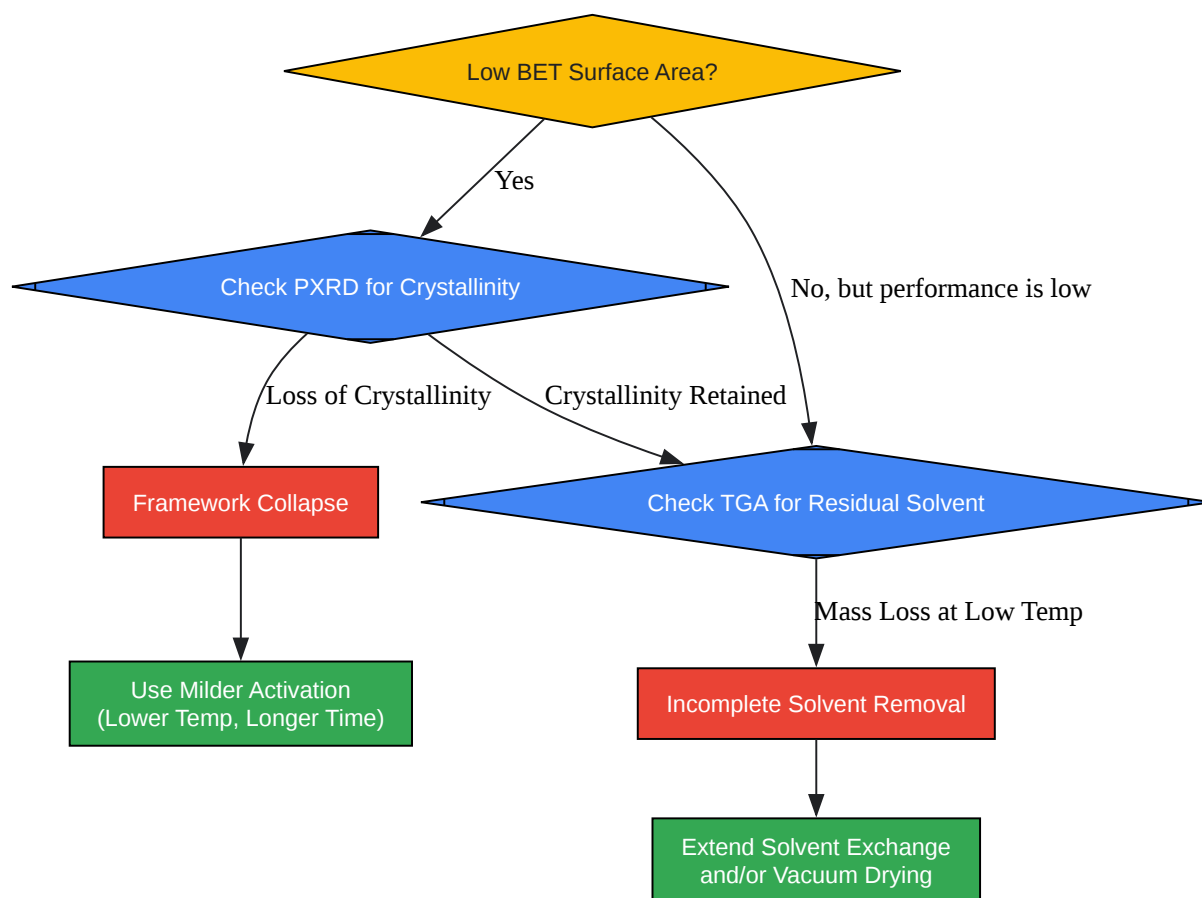 Low BET Surface Area?
Yes
Check PXRD for Crystallinity
No, but performance is low
Loss of Crystallinity
Crystallinity Retained
Framework Collapse
Check TGA for Residual Solvent
Mass Loss at Low Temp
Use Milder Activation
(Lower Temp, Longer Time)
Incomplete Solvent Removal
Extend Solvent Exchange
and/or Vacuum Drying